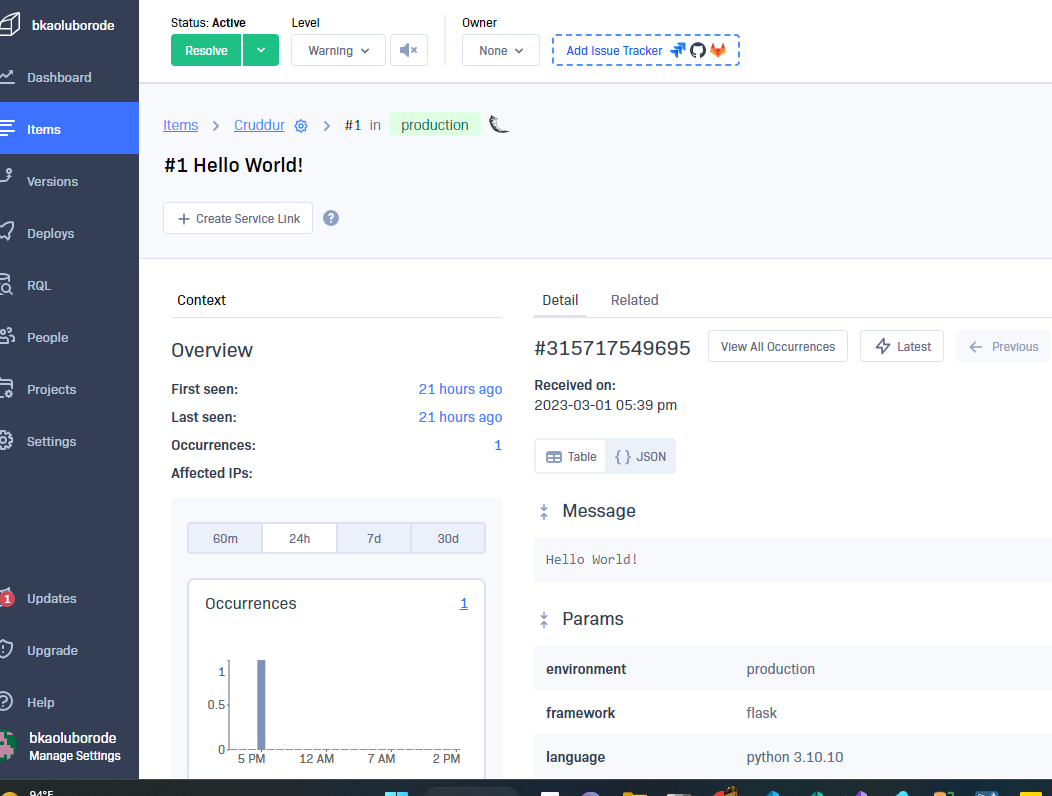 bkaoluborode
Dashboard
Items
Versions
Deploys
RQL
People
Projects
Settings
1 Updates
Upgrade
Help
bkaoluborode
Manage Settings
Status: Active
Level
Owner
Resolve
Warning
None
Add Issue Tracker
Items > Cruddur > #1 in production
#1 Hello World!
+ Create Service Link ?
Context
Overview
First seen: 21 hours ago
Last seen: 21 hours ago
Occurrences: 1
Affected IPs:
60m 24h 7d 30d
Occurrences 1
1
0.5
0
5 PM 12 AM 7 AM 2 PM
Detail Related
#315717549695 View All Occurrences Latest Previous
Received on:
2023-03-01 05:39 pm
Table { } JSON
Message
Hello World!
Params
environment production
framework flask
language python 3.10.10
94°F